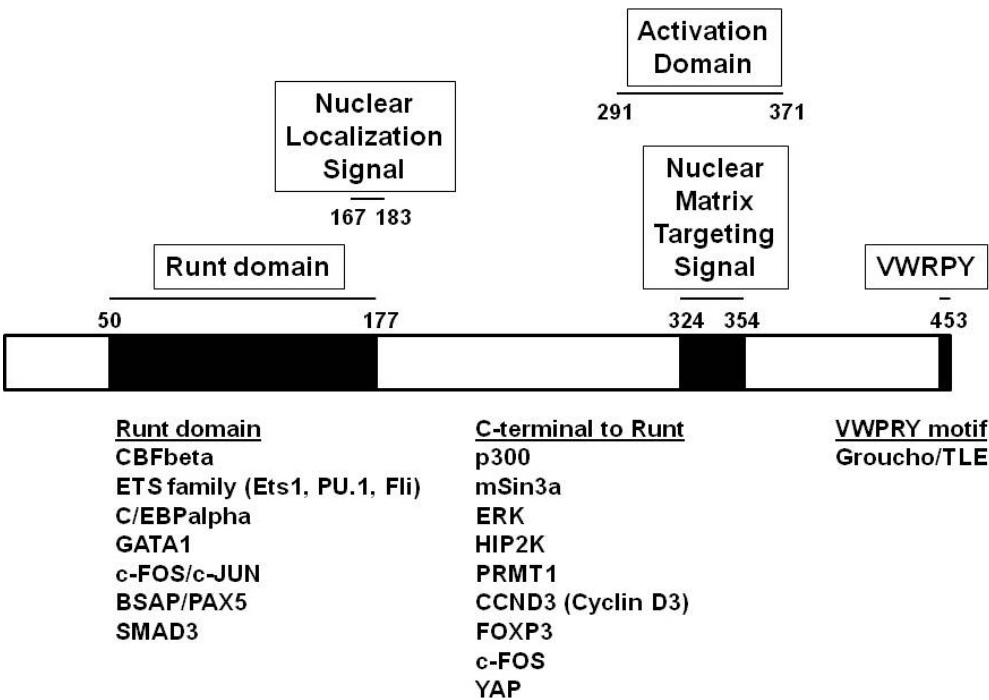 Activation
Domain
291 371
Nuclear
Localization
Signal
167 183
Nuclear
Matrix
Targeting
Signal
Runt domain
VWRPY
50 177 324 354 453
Runt domain
CBFbeta
ETS family (Ets1, PU.1, Fli)
C/EBPalpha
GATA1
c-FOS/c-JUN
BSAP/PAX5
SMAD3
C-terminal to Runt
p300
mSin3a
ERK
HIP2K
PRMT1
CCND3 (Cyclin D3)
FOXP3
c-FOS
YAP
VWPRY motif
Groucho/TLE